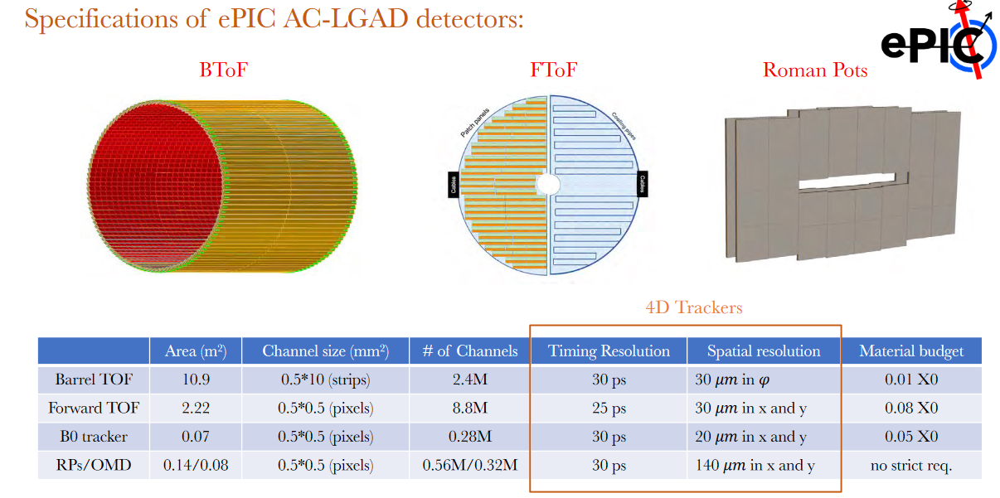 Specifications of ePIC AC-LGAD detectors:
ePIC
BToF
FToF
Roman Pots
Patch panels
Cooling pipes
Cables
Cables
4D Trackers
Area (m²) Channel size (mm²) # of Channels Timing Resolution Spatial resolution Material budget
Barrel TOF 10.9 0.5*10 (strips) 2.4M 30 ps 30 𝜇𝑚 in 𝜑 0.01 X0
Forward TOF 2.22 0.5*0.5 (pixels) 8.8M 25 ps 30 𝜇𝑚 in x and y 0.08 X0
B0 tracker 0.07 0.5*0.5 (pixels) 0.28M 30 ps 20 𝜇𝑚 in x and y 0.05 X0
RPs/OMD 0.14/0.08 0.5*0.5 (pixels) 0.56M/0.32M 30 ps 140 𝜇𝑚 in x and y no strict req.